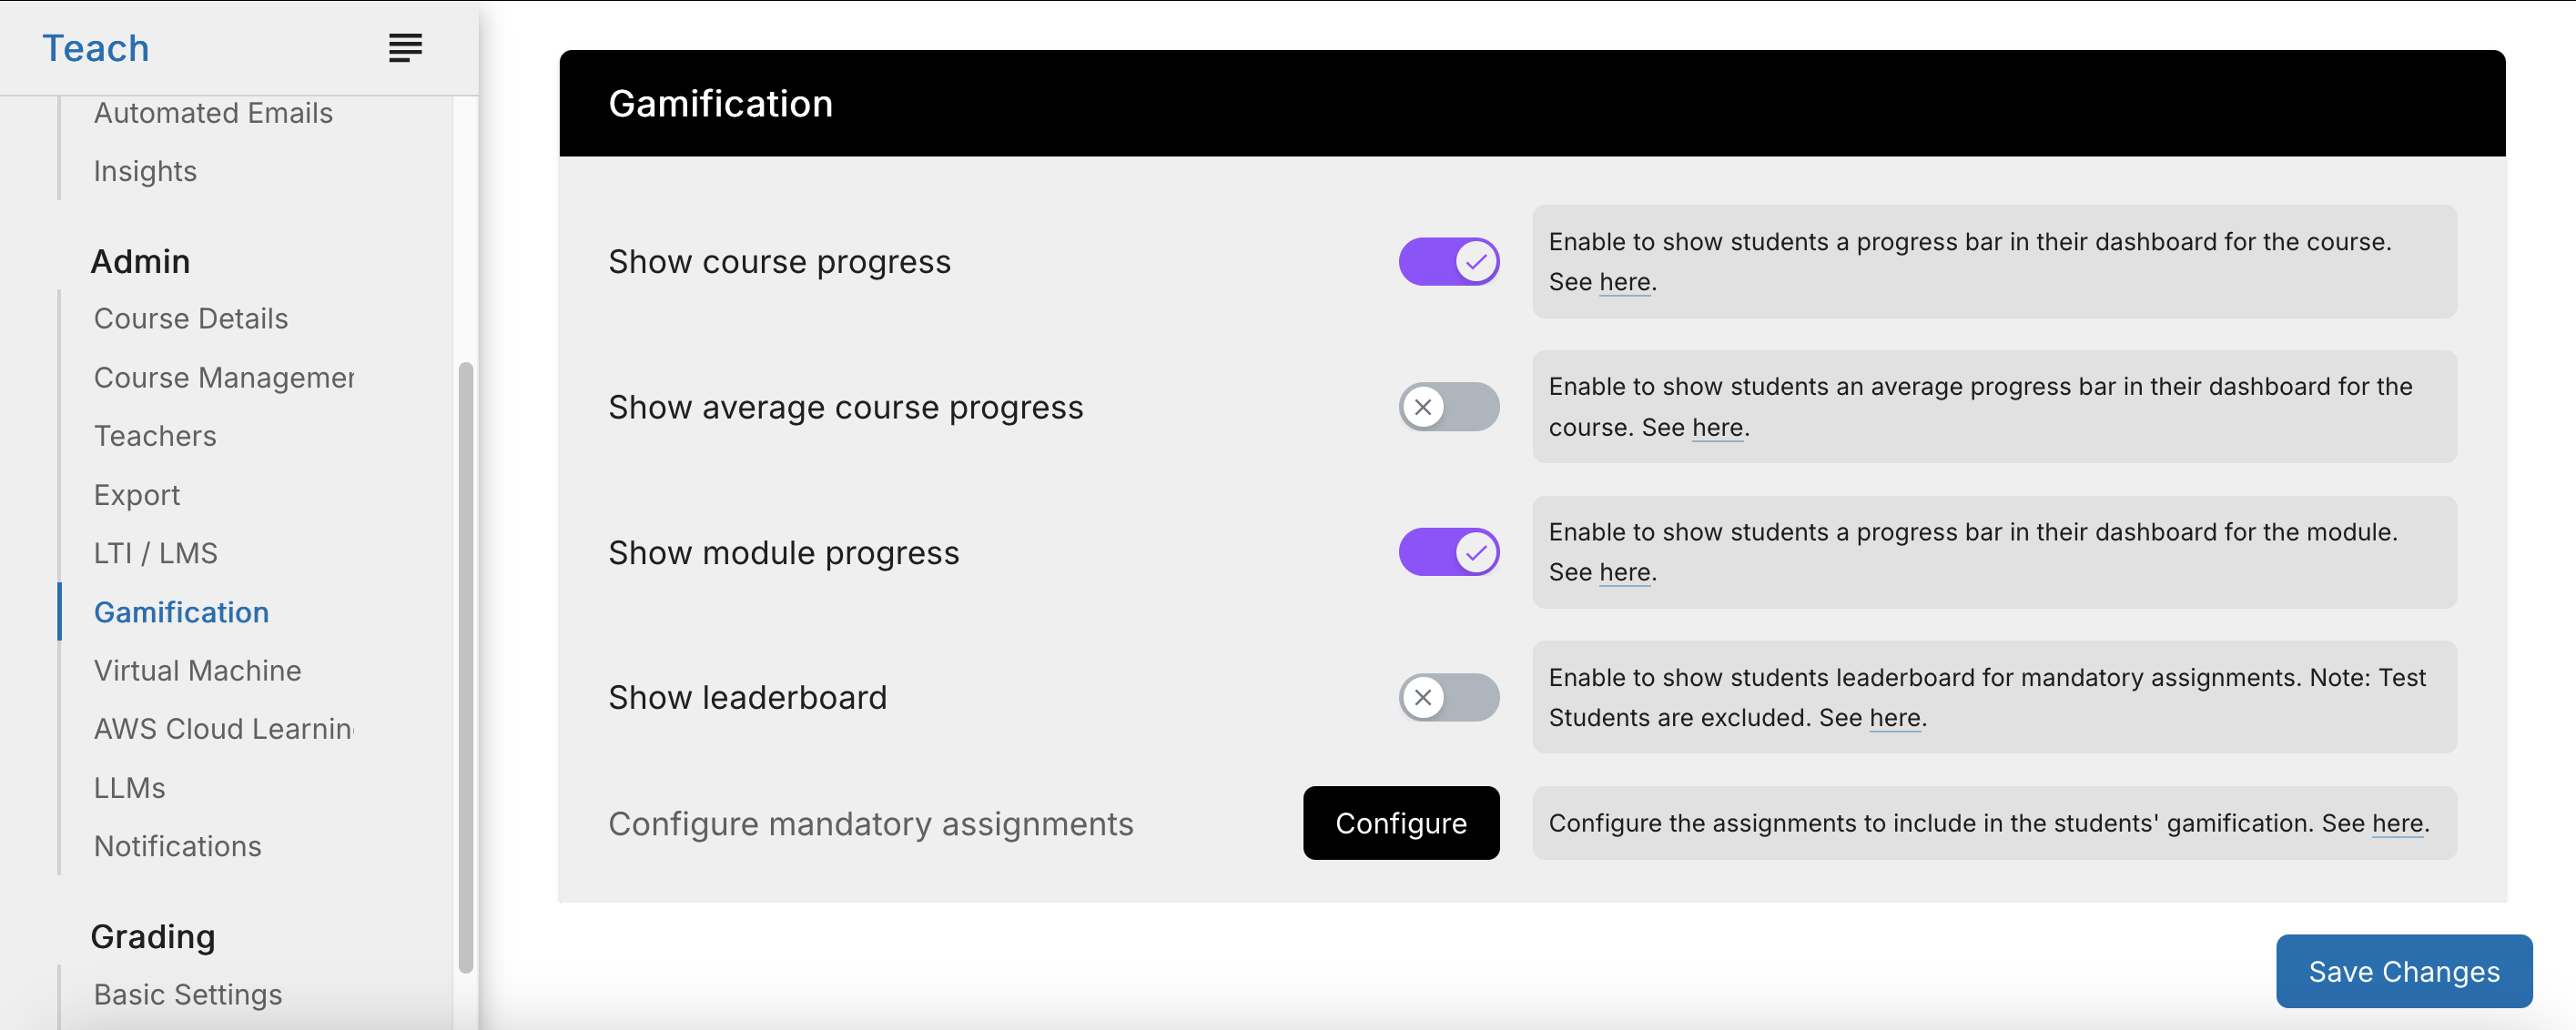 Teach
Automated Emails
Insights
Admin
Course Details
Course Managemer
Teachers
Export
LTI / LMS
Gamification
Virtual Machine
AWS Cloud Learnin
LLMs
Notifications
Grading
Basic Settings
Gamification
Show course progress
Enable to show students a progress bar in their dashboard for the course.
See here.
Show average course progress
Enable to show students an average progress bar in their dashboard for the
course. See here.
Show module progress
Enable to show students a progress bar in their dashboard for the module.
See here.
Show leaderboard
Enable to show students leaderboard for mandatory assignments. Note: Test
Students are excluded. See here.
Configure mandatory assignments
Configure
Configure the assignments to include in the students' gamification. See here.
Save Changes